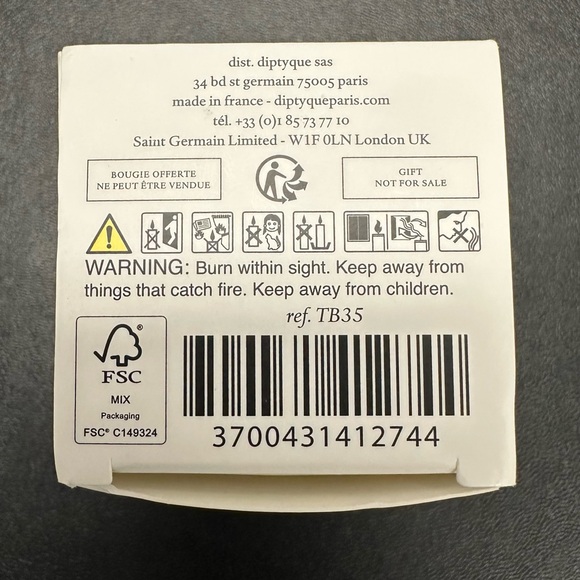 dist. diptyque sas
34 bd st germain 75005 paris
made in france - diptyqueparis.com
tél. +33 (0)1 85 73 77 10
Saint Germain Limited - W1F 0LN London UK
BOUGIE OFFERTE
NE PEUT ÊTRE VENDUE
GIFT
NOT FOR SALE
WARNING: Burn within sight. Keep away from
things that catch fire. Keep away from children.
ref. TB35
FSC
MIX
Packaging
FSC® C149324
3700431412744